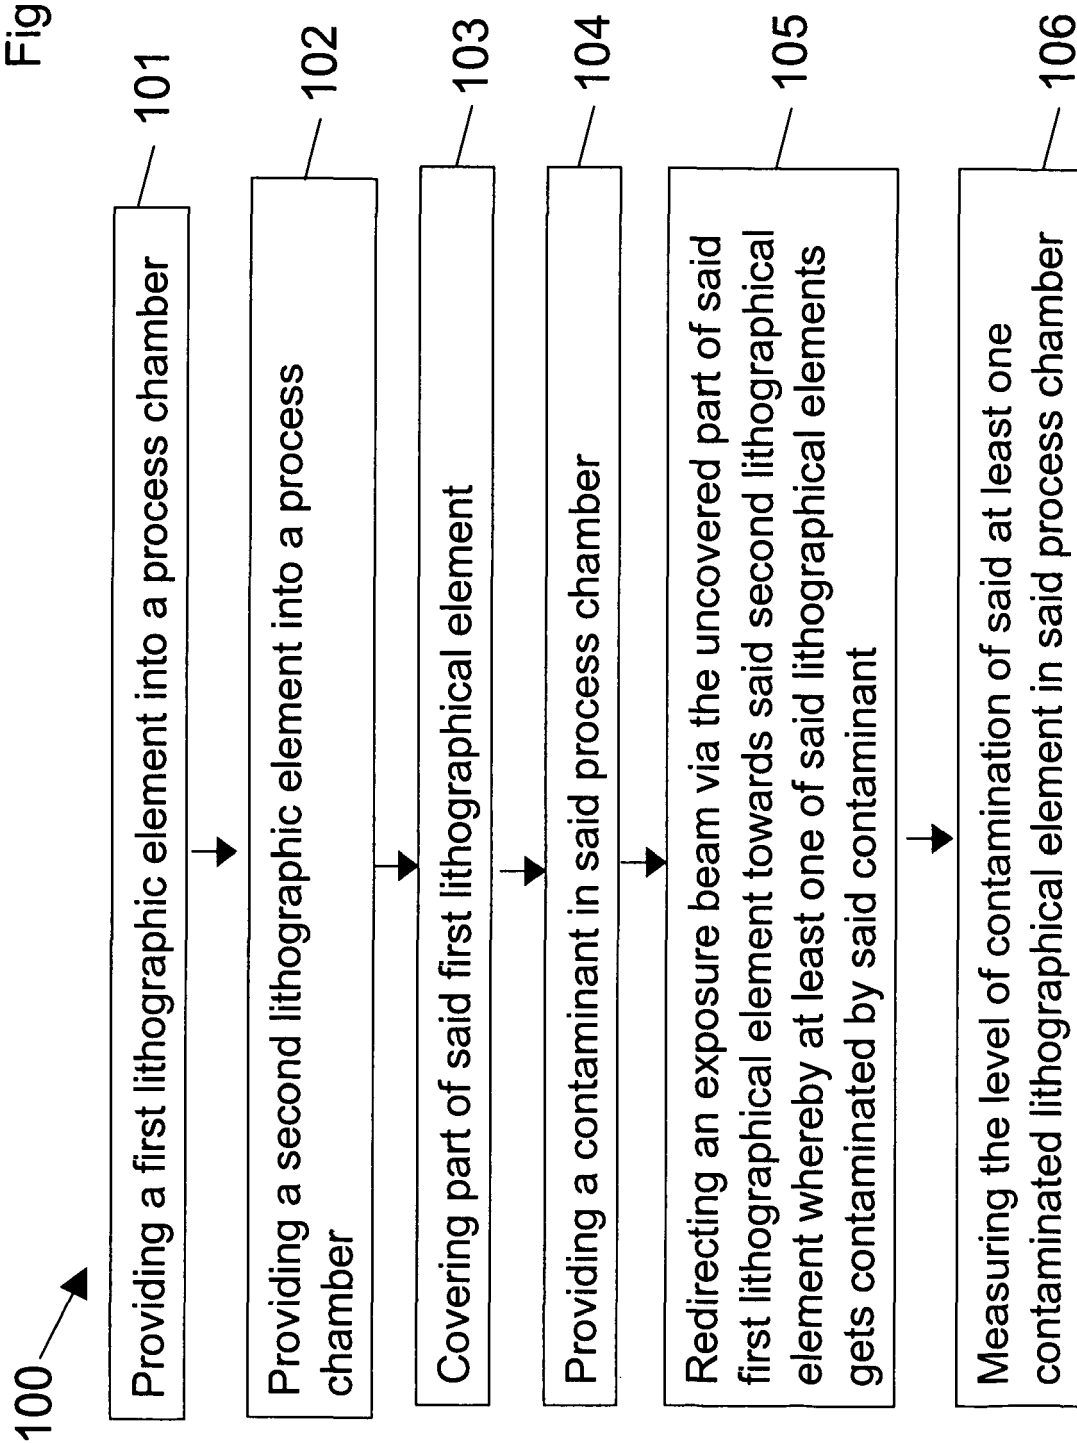 Fig
100
Providing a first lithographic element into a process chamber
101
Providing a second lithographic element into a process
chamber
102
Covering part of said first lithographical element
103
Providing a contaminant in said process chamber
104
Redirecting an exposure beam via the uncovered part of said
first lithographical element towards said second lithographical
element whereby at least one of said lithographical elements
gets contaminated by said contaminant
105
Measuring the level of contamination of said at least one
contaminated lithographical element in said process chamber
106